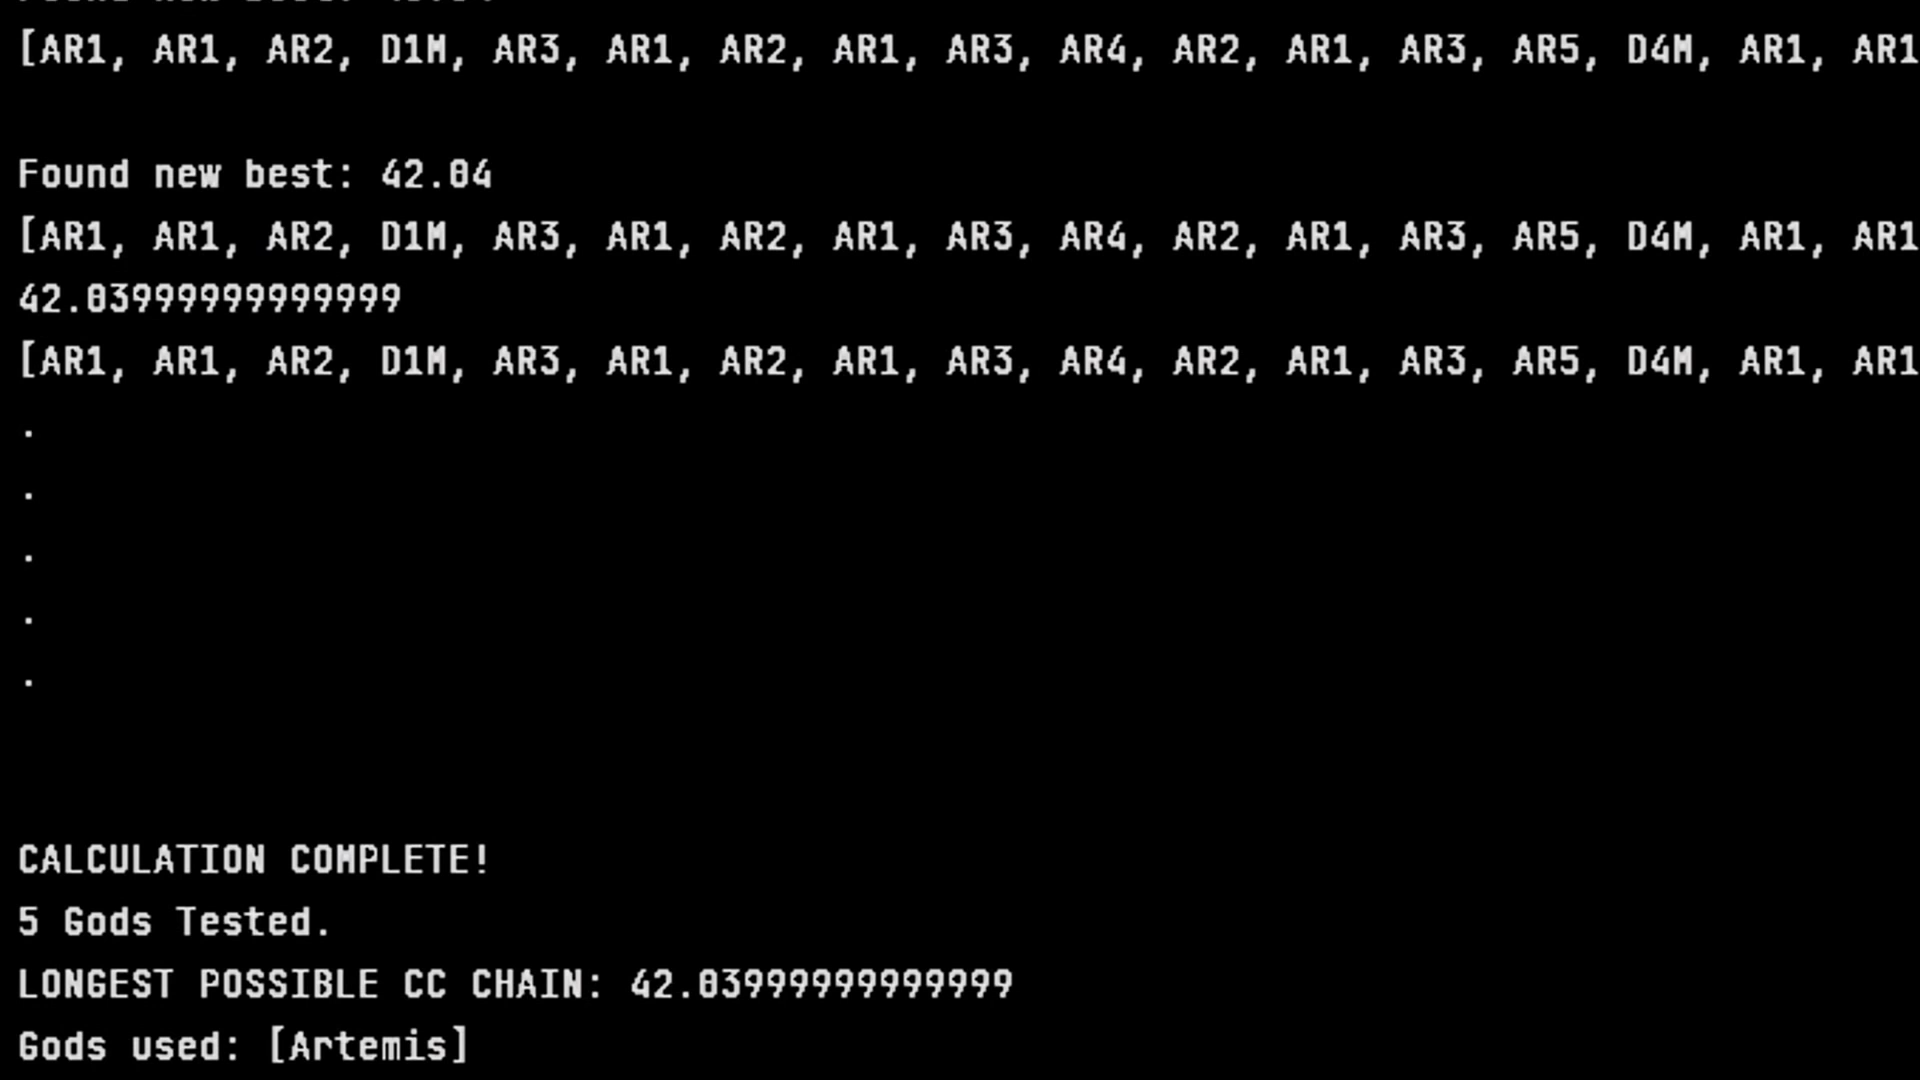 [AR1, AR1, AR2, D1M, AR3, AR1, AR2, AR1, AR3, AR4, AR2, AR1, AR3, AR5, D4M, AR1, AR1
Found new best: 42.04
[AR1, AR1, AR2, D1M, AR3, AR1, AR2, AR1, AR3, AR4, AR2, AR1, AR3, AR5, D4M, AR1, AR1
42.03999999999999
[AR1, AR1, AR2, D1M, AR3, AR1, AR2, AR1, AR3, AR4, AR2, AR1, AR3, AR5, D4M, AR1, AR1
.
.
.
.
.
CALCULATION COMPLETE!
5 Gods Tested.
LONGEST POSSIBLE CC CHAIN: 42.03999999999999
Gods used: [Artemis]